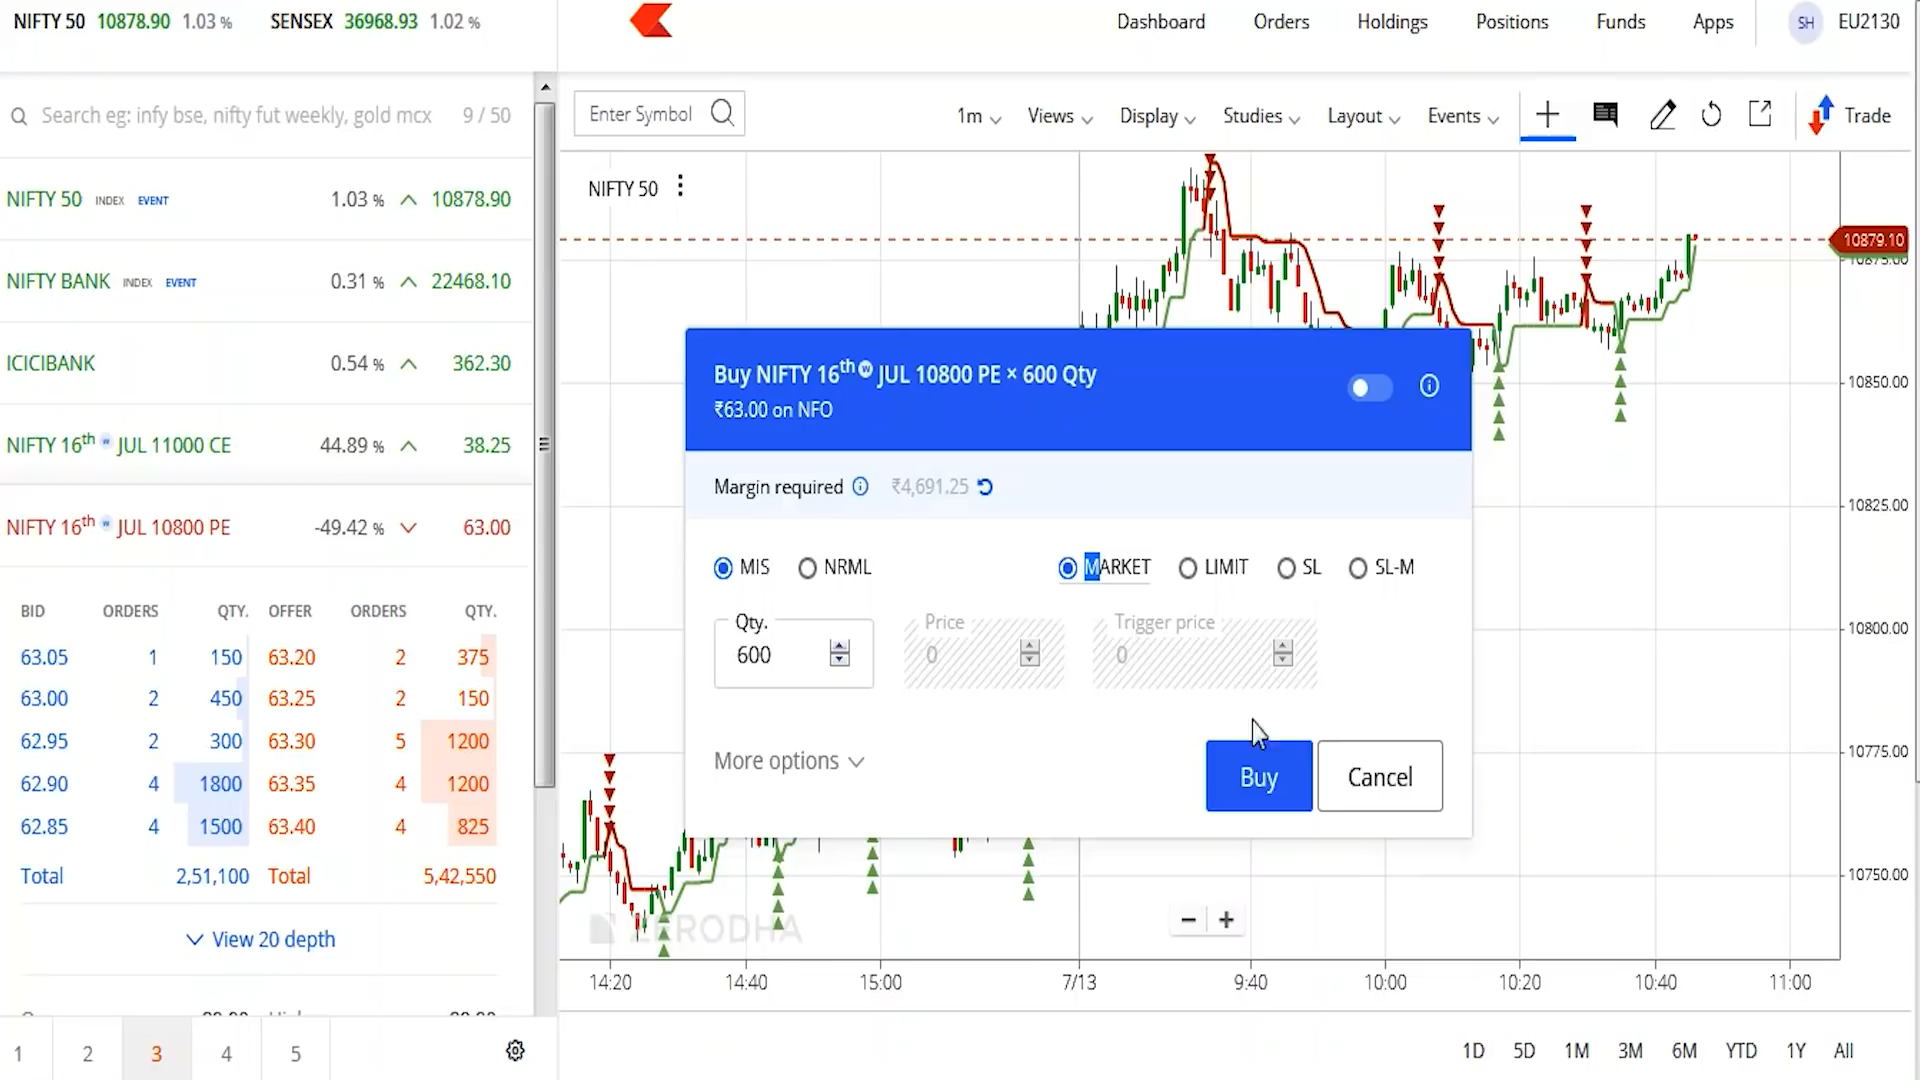 NIFTY 50 10878.90 1.03 % SENSEX 36968.93 1.02 %
Dashboard Orders Holdings Positions Funds Apps SH EU2130
Search eg: infy bse, nifty fut weekly, gold mcx 9 / 50
Enter Symbol 1m Views Display Studies Layout Events Trade
NIFTY 50 INDEX EVENT 1.03 % 10878.90
NIFTY BANK INDEX EVENT 0.31 % 22468.10
ICICIBANK 0.54 % 362.30
NIFTY 16th w JUL 11000 CE 44.89 % 38.25
NIFTY 16th w JUL 10800 PE -49.42 % 63.00
BID ORDERS QTY. OFFER ORDERS QTY.
63.05 1 150 63.20 2 375
63.00 2 450 63.25 2 150
62.95 2 300 63.30 5 1200
62.90 4 1800 63.35 4 1200
62.85 4 1500 63.40 4 825
Total 2,51,100 Total 5,42,550
View 20 depth
1 2 3 4 5
NIFTY 50
10879.10
10875.00
10850.00
10825.00
10800.00
10775.00
10750.00
Buy NIFTY 16th w JUL 10800 PE × 600 Qty
₹63.00 on NFO
Margin required ₹4,691.25
MIS NRML MARKET LIMIT SL SL-M
Qty. Price Trigger price
600 0 0
More options Buy Cancel
ZERODHA
14:20 14:40 15:00 7/13 9:40 10:00 10:20 10:40 11:00
1D 5D 1M 3M 6M YTD 1Y All